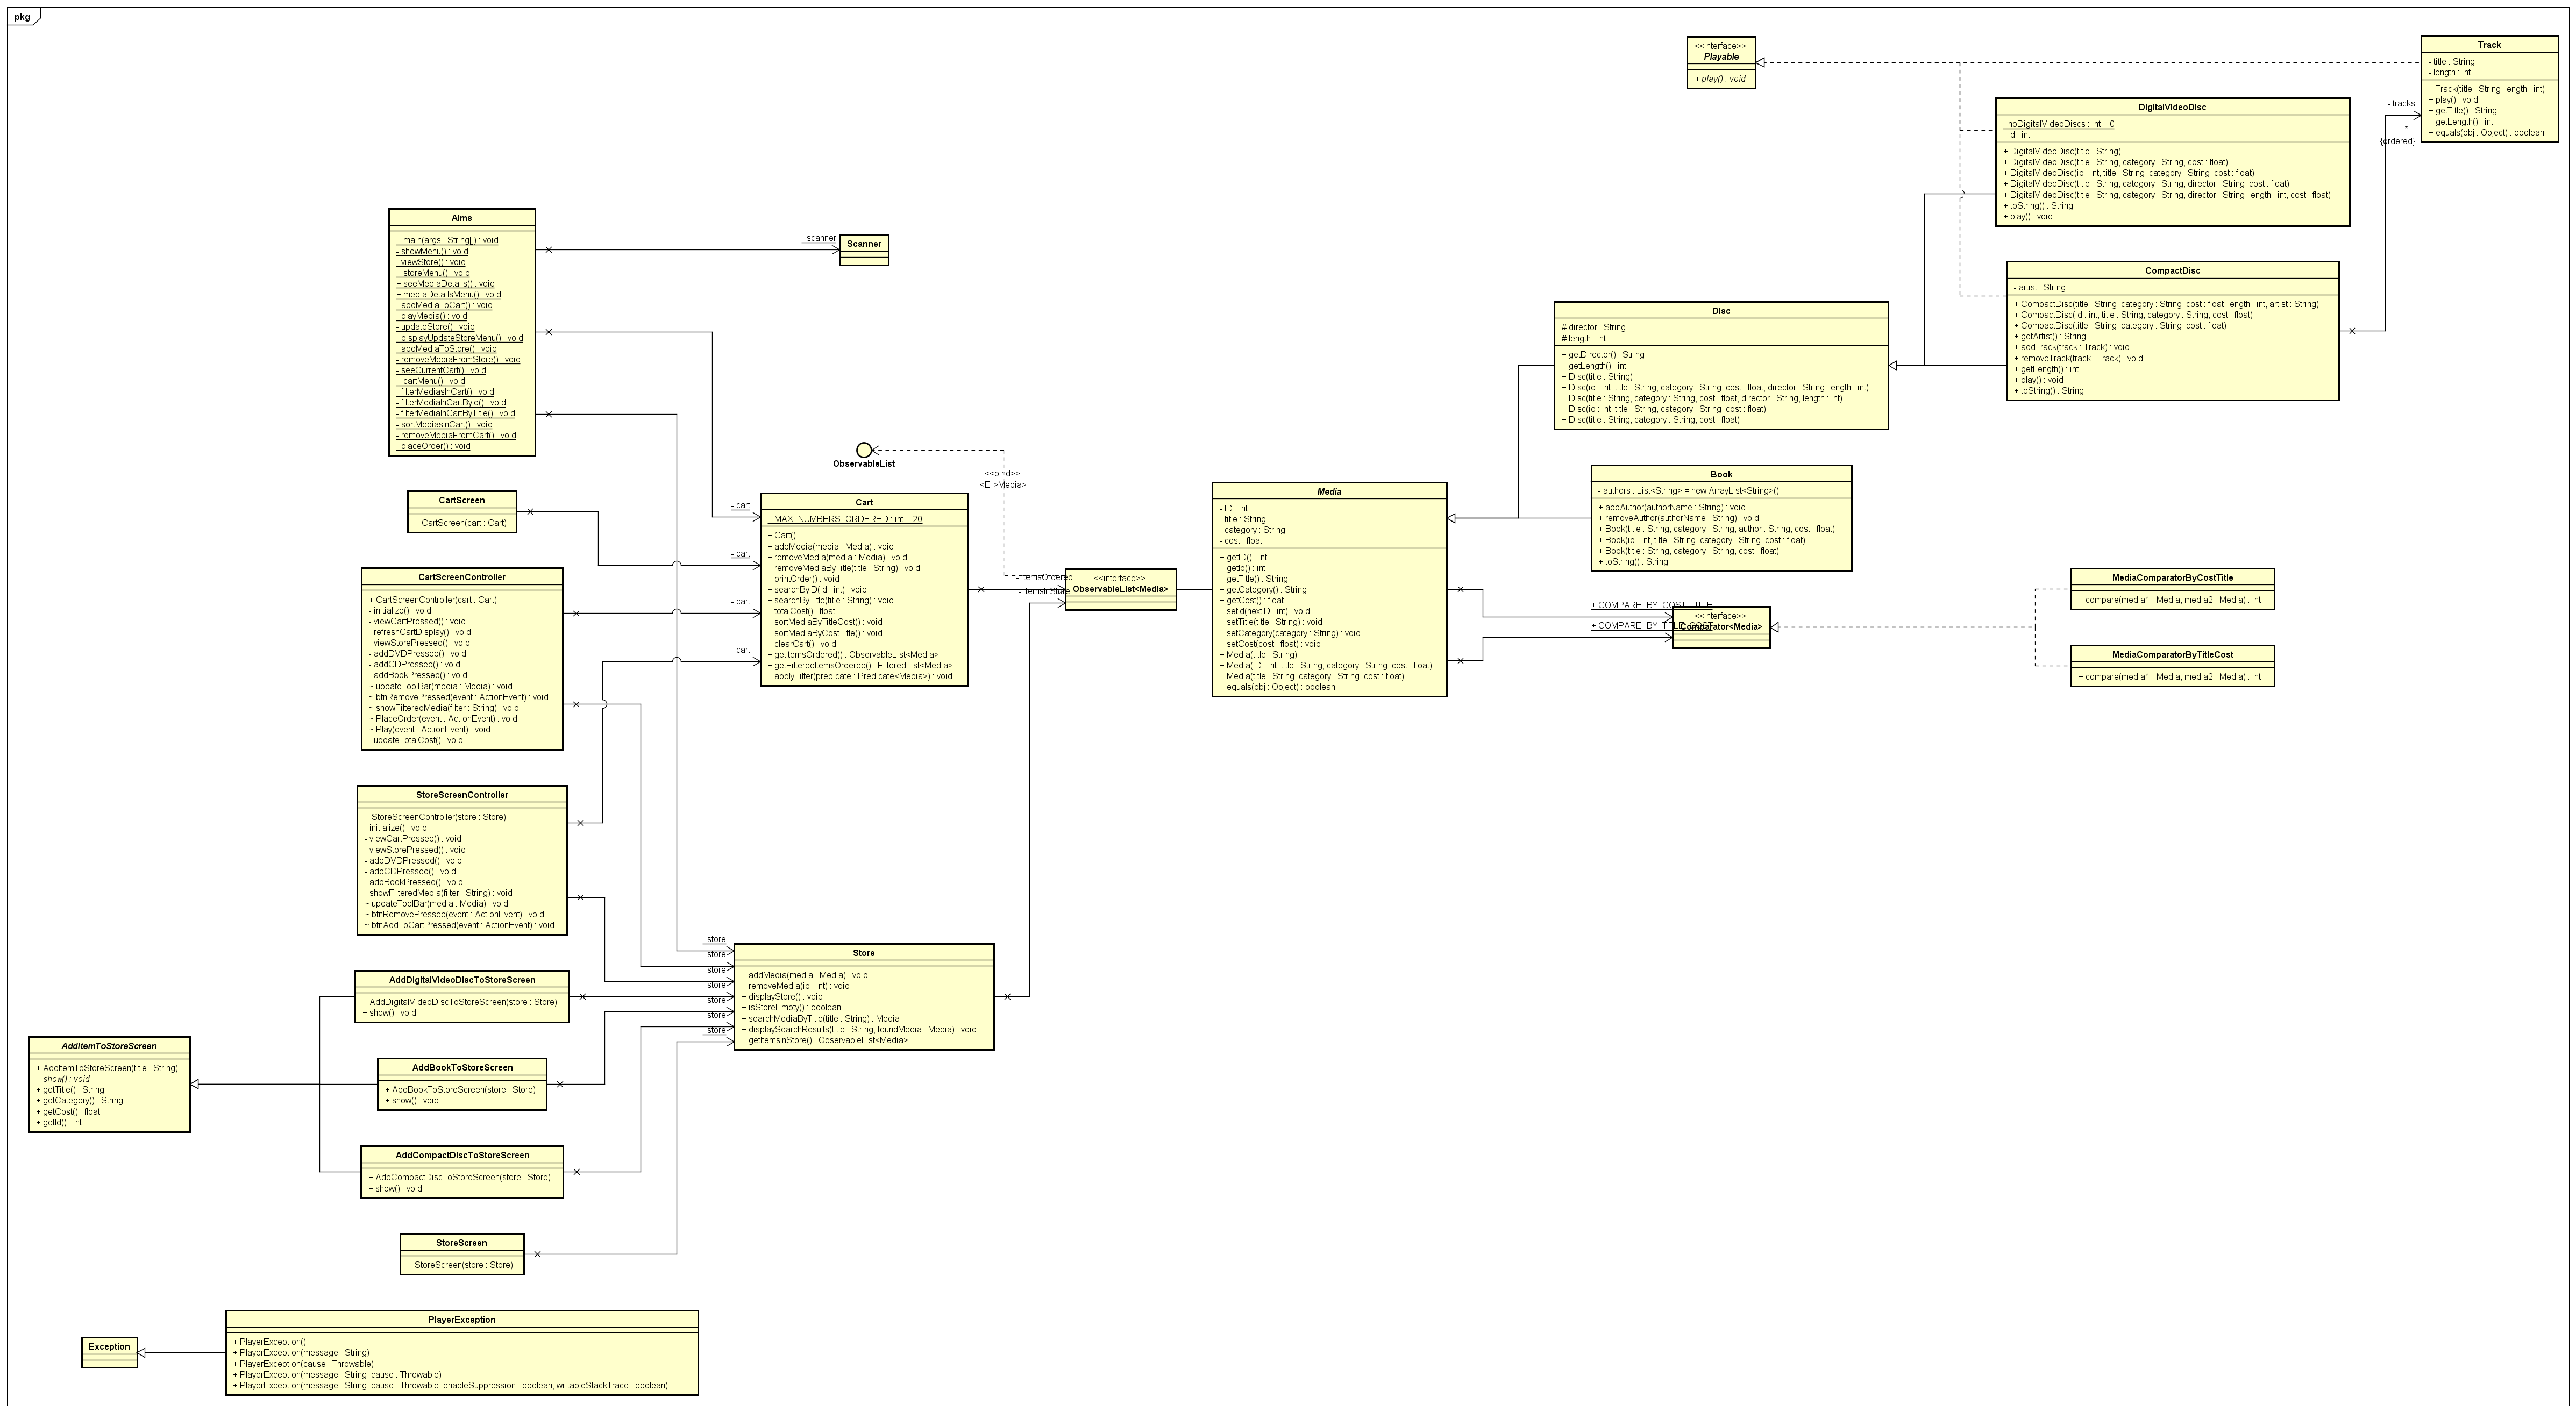 pkg
<<interface>>
Playable
+ play() : void
Track
- title : String
- length : int
+ Track(title : String, length : int)
+ play() : void
+ getTitle() : String
+ getLength() : int
+ equals(obj : Object) : boolean
- tracks
*
{ordered}
DigitalVideoDisc
- nbDigitalVideoDiscs : int = 0
- id : int
+ DigitalVideoDisc(title : String)
+ DigitalVideoDisc(title : String, category : String, cost : float)
+ DigitalVideoDisc(id : int, title : String, category : String, cost : float)
+ DigitalVideoDisc(title : String, category : String, director : String, cost : float)
+ DigitalVideoDisc(title : String, category : String, director : String, length : int, cost : float)
+ toString() : String
+ play() : void
Aims
+ main(args : String[]) : void
- showMenu() : void
- viewStore() : void
+ storeMenu() : void
+ seeMediaDetails() : void
+ mediaDetailsMenu() : void
- addMediaToCart() : void
- playMedia() : void
- updateStore() : void
- displayUpdateStoreMenu() : void
- addMediaToStore() : void
- removeMediaFromStore() : void
- seeCurrentCart() : void
+ cartMenu() : void
- filterMediasInCart() : void
- filterMediaInCartById() : void
- filterMediaInCartByTitle() : void
- sortMediasInCart() : void
- removeMediaFromCart() : void
- placeOrder() : void
- scanner
Scanner
CompactDisc
- artist : String
+ CompactDisc(title : String, category : String, cost : float, length : int, artist : String)
+ CompactDisc(id : int, title : String, category : String, cost : float)
+ CompactDisc(title : String, category : String, cost : float)
+ getArtist() : String
+ addTrack(track : Track) : void
+ removeTrack(track : Track) : void
+ getLength() : int
+ play() : void
+ toString() : String
Disc
# director : String
# length : int
+ getDirector() : String
+ getLength() : int
+ Disc(title : String)
+ Disc(id : int, title : String, category : String, cost : float, director : String, length : int)
+ Disc(title : String, category : String, cost : float, director : String, length : int)
+ Disc(id : int, title : String, category : String, cost : float)
+ Disc(title : String, category : String, cost : float)
ObservableList
<<bind>>
<E->Media>
Book
- authors : List<String> = new ArrayList<String>()
+ addAuthor(authorName : String) : void
+ removeAuthor(authorName : String) : void
+ Book(title : String, category : String, author : String, cost : float)
+ Book(id : int, title : String, category : String, cost : float)
+ Book(title : String, category : String, cost : float)
+ toString() : String
CartScreen
+ CartScreen(cart : Cart)
- cart
- cart
- cart
- cart
Cart
+ MAX_NUMBERS_ORDERED : int = 20
+ Cart()
+ addMedia(media : Media) : void
+ removeMedia(media : Media) : void
+ removeMediaByTitle(title : String) : void
+ printOrder() : void
+ searchByID(id : int) : void
+ searchByTitle(title : String) : void
+ totalCost() : float
+ sortMediaByTitleCost() : void
+ sortMediaByCostTitle() : void
+ clearCart() : void
+ getItemsOrdered() : ObservableList<Media>
+ getFilteredItemsOrdered() : FilteredList<Media>
+ applyFilter(predicate : Predicate<Media>) : void
- itemsOrdered
- itemsInStore
<<interface>>
ObservableList<Media>
Media
- ID : int
- title : String
- category : String
- cost : float
+ getID() : int
+ getId() : int
+ getTitle() : String
+ getCategory() : String
+ getCost() : float
+ setId(nextID : int) : void
+ setTitle(title : String) : void
+ setCategory(category : String) : void
+ setCost(cost : float) : void
+ Media(title : String)
+ Media(iD : int, title : String, category : String, cost : float)
+ Media(title : String, category : String, cost : float)
+ equals(obj : Object) : boolean
+ COMPARE_BY_COST_TITLE
+ COMPARE_BY_TITLE_COST
<<interface>>
Comparator<Media>
MediaComparatorByCostTitle
+ compare(media1 : Media, media2 : Media) : int
MediaComparatorByTitleCost
+ compare(media1 : Media, media2 : Media) : int
CartScreenController
+ CartScreenController(cart : Cart)
- initialize() : void
- viewCartPressed() : void
- refreshCartDisplay() : void
- viewStorePressed() : void
- addDVDPressed() : void
- addCDPressed() : void
- addBookPressed() : void
~ updateToolBar(media : Media) : void
~ btnRemovePressed(event : ActionEvent) : void
~ showFilteredMedia(filter : String) : void
~ PlaceOrder(event : ActionEvent) : void
~ Play(event : ActionEvent) : void
- updateTotalCost() : void
StoreScreenController
+ StoreScreenController(store : Store)
- initialize() : void
- viewCartPressed() : void
- viewStorePressed() : void
- addDVDPressed() : void
- addCDPressed() : void
- addBookPressed() : void
- showFilteredMedia(filter : String) : void
~ updateToolBar(media : Media) : void
~ btnRemovePressed(event : ActionEvent) : void
~ btnAddToCartPressed(event : ActionEvent) : void
- store
- store
- store
- store
- store
- store
- store
Store
+ addMedia(media : Media) : void
+ removeMedia(id : int) : void
+ displayStore() : void
+ isStoreEmpty() : boolean
+ searchMediaByTitle(title : String) : Media
+ displaySearchResults(title : String, foundMedia : Media) : void
+ getItemsInStore() : ObservableList<Media>
AddDigitalVideoDiscToStoreScreen
+ AddDigitalVideoDiscToStoreScreen(store : Store)
+ show() : void
AddItemToStoreScreen
+ AddItemToStoreScreen(title : String)
+ show() : void
+ getTitle() : String
+ getCategory() : String
+ getCost() : float
+ getId() : int
AddBookToStoreScreen
+ AddBookToStoreScreen(store : Store)
+ show() : void
AddCompactDiscToStoreScreen
+ AddCompactDiscToStoreScreen(store : Store)
+ show() : void
StoreScreen
+ StoreScreen(store : Store)
Exception
PlayerException
+ PlayerException()
+ PlayerException(message : String)
+ PlayerException(cause : Throwable)
+ PlayerException(message : String, cause : Throwable)
+ PlayerException(message : String, cause : Throwable, enableSuppression : boolean, writableStackTrace : boolean)